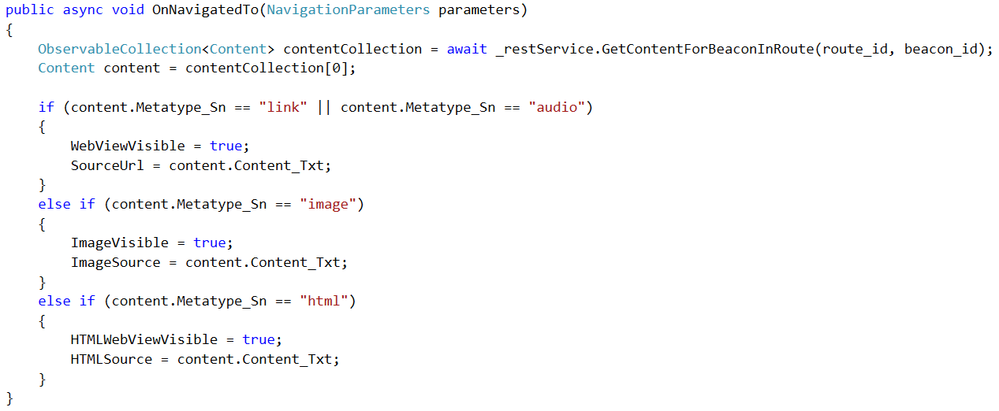 public async void OnNavigatedTo(NavigationParameters parameters)
{
    ObservableCollection<Content> contentCollection = await _restService.GetContentForBeaconInRoute(route_id, beacon_id);
    Content content = contentCollection[0];

    if (content.Metatype_Sn == "link" || content.Metatype_Sn == "audio")
    {
        WebViewVisible = true;
        SourceUrl = content.Content_Txt;
    }
    else if (content.Metatype_Sn == "image")
    {
        ImageVisible = true;
        ImageSource = content.Content_Txt;
    }
    else if (content.Metatype_Sn == "html")
    {
        HTMLWebViewVisible = true;
        HTMLSource = content.Content_Txt;
    }
}